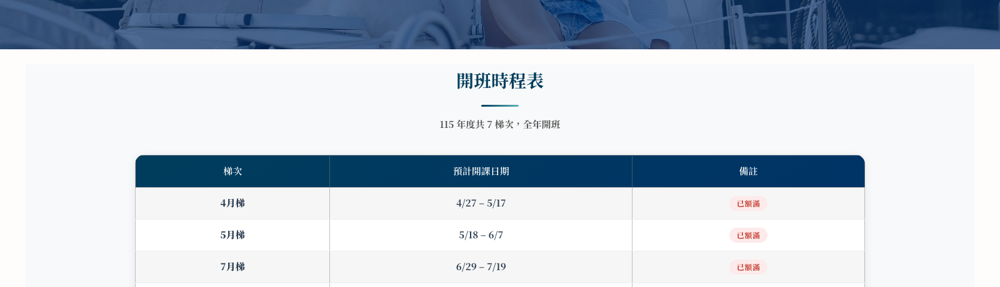 開班時程表
115 年度共 7 梯次，全年開班
梯次 預計開課日期 備註
4月梯 4/27 – 5/17 已額滿
5月梯 5/18 – 6/7 已額滿
7月梯 6/29 – 7/19 已額滿